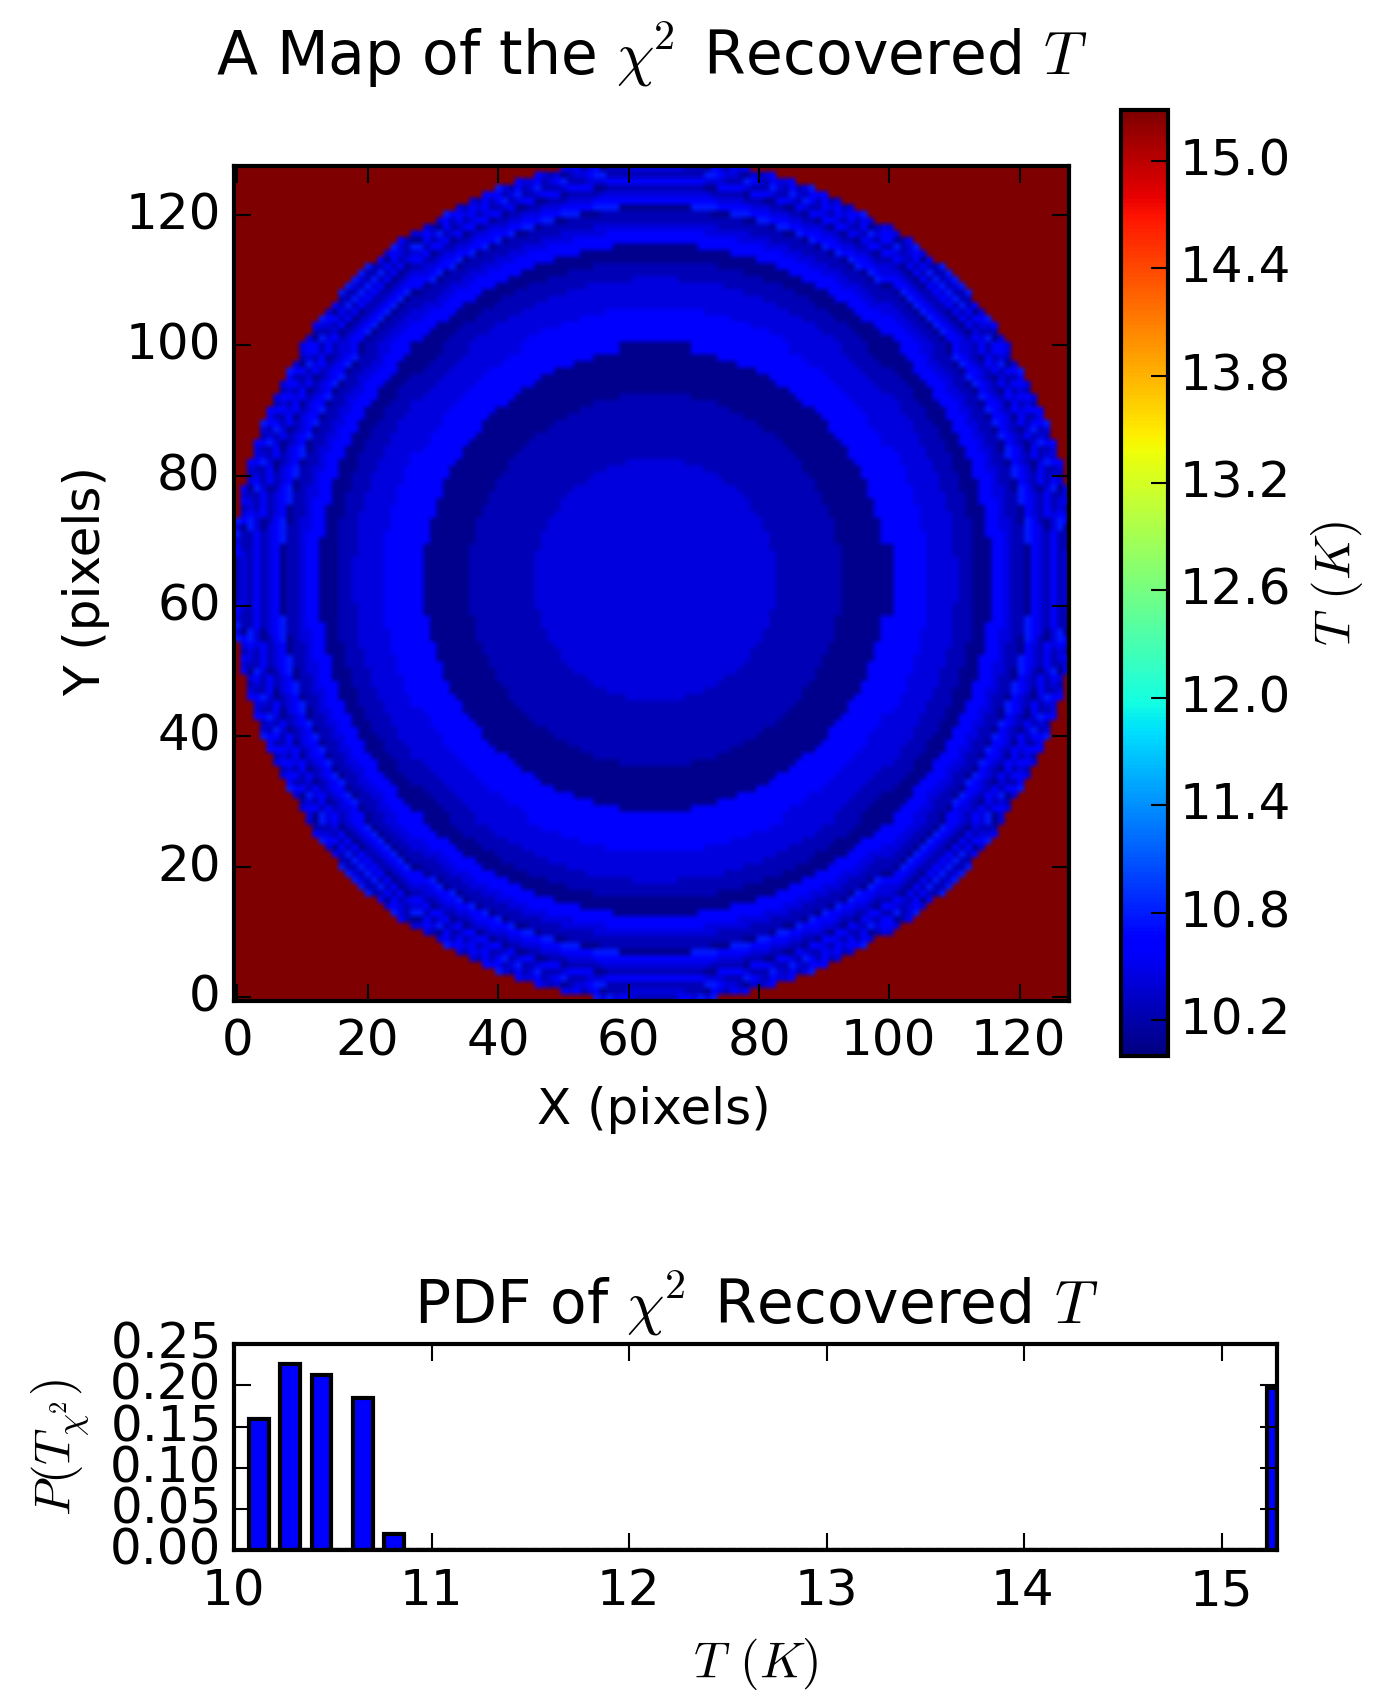 A Map of the χ² Recovered T
120
100
80
60
40
20
0
Y (pixels)
0 20 40 60 80 100 120
X (pixels)
15.0
14.4
13.8
13.2
12.6
12.0
11.4
10.8
10.2
T (K)
PDF of χ² Recovered T
0.25
0.20
0.15
0.10
0.05
0.00
P(T_χ²)
10 11 12 13 14 15
T (K)